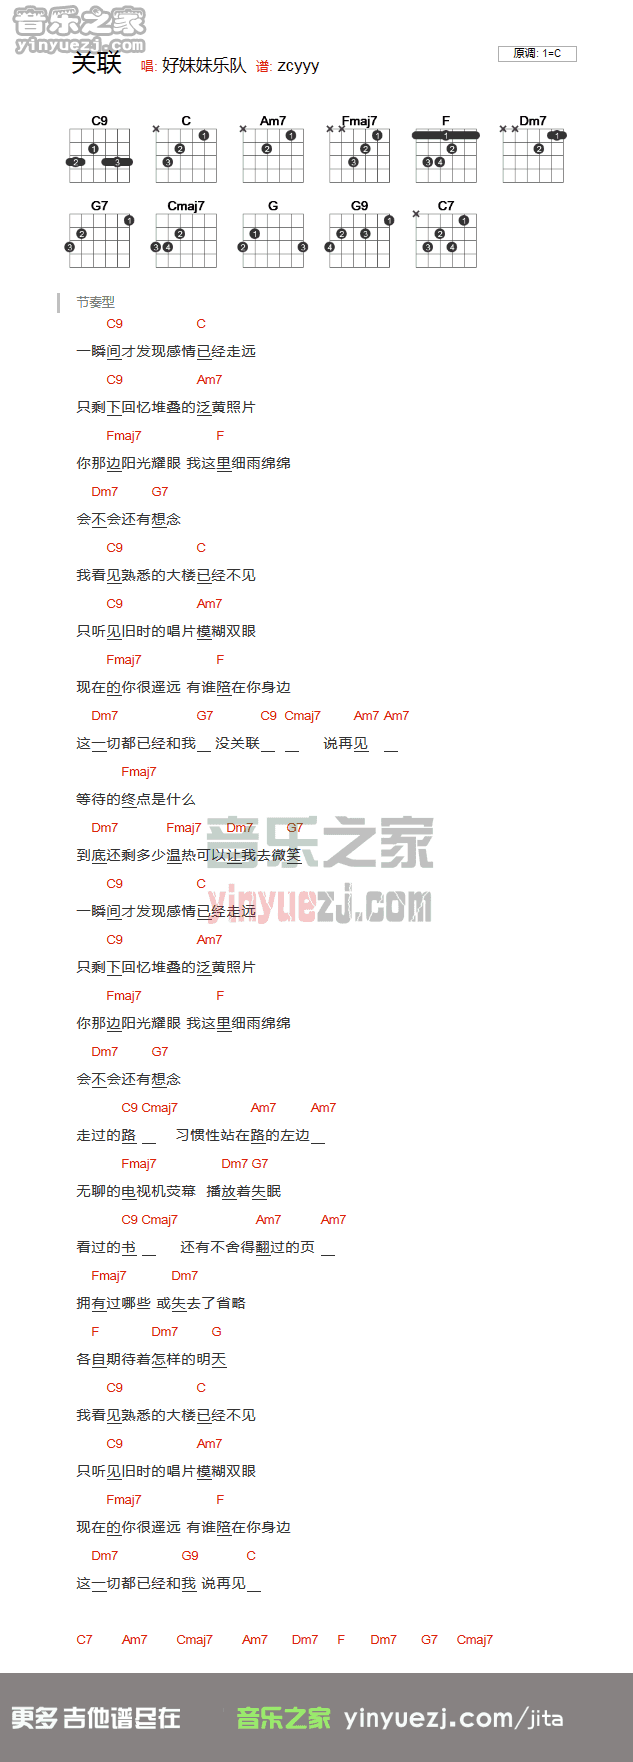 音乐之家
yinyuezj.com
关联 唱: 好妹妹乐队 谱: zcyyy
原调: 1=C
C9 C Am7 Fmaj7 F Dm7
G7 Cmaj7 G G9 C7
节奏型
C9 C
一瞬间才发现感情已经走远
C9 Am7
只剩下回忆堆叠的泛黄照片
Fmaj7 F
你那边阳光耀眼 我这里细雨绵绵
Dm7 G7
会不会还有想念
C9 C
我看见熟悉的大楼已经不见
C9 Am7
只听见旧时的唱片模糊双眼
Fmaj7 F
现在的你很遥远 有谁陪在你身边
Dm7 G7 C9 Cmaj7 Am7 Am7
这一切都已经和我_ 没关联_ _ 说再见 _
Fmaj7
等待的终点是什么
Dm7 Fmaj7 Dm7 G7
到底还剩多少温热可以让我去微笑
音乐之家
yinyuezj.com
C9 C
一瞬间才发现感情已经走远
C9 Am7
只剩下回忆堆叠的泛黄照片
Fmaj7 F
你那边阳光耀眼 我这里细雨绵绵
Dm7 G7
会不会还有想念
C9 Cmaj7 Am7 Am7
走过的路 _ 习惯性站在路的左边_
Fmaj7 Dm7 G7
无聊的电视机荧幕 播放着失眠
C9 Cmaj7 Am7 Am7
看过的书 _ 还有不舍得翻过的页 _
Fmaj7 Dm7
拥有过哪些 或失去了省略
F Dm7 G
各自期待着怎样的明天
C9 C
我看见熟悉的大楼已经不见
C9 Am7
只听见旧时的唱片模糊双眼
Fmaj7 F
现在的你很遥远 有谁陪在你身边
Dm7 G9 C
这一切都已经和我 说再见_
C7 Am7 Cmaj7 Am7 Dm7 F Dm7 G7 Cmaj7
更多 吉他谱尽在 音乐之家 yinyuezj.com/jita